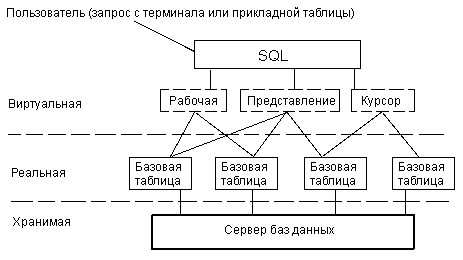 Пользователь (запрос с терминала или прикладной таблицы)
SQL
Виртуальная
Рабочая
Представление
Курсор
Реальная
Базовая
таблица
Базовая
таблица
Базовая
таблица
Базовая
таблица
Хранимая
Сервер баз данных